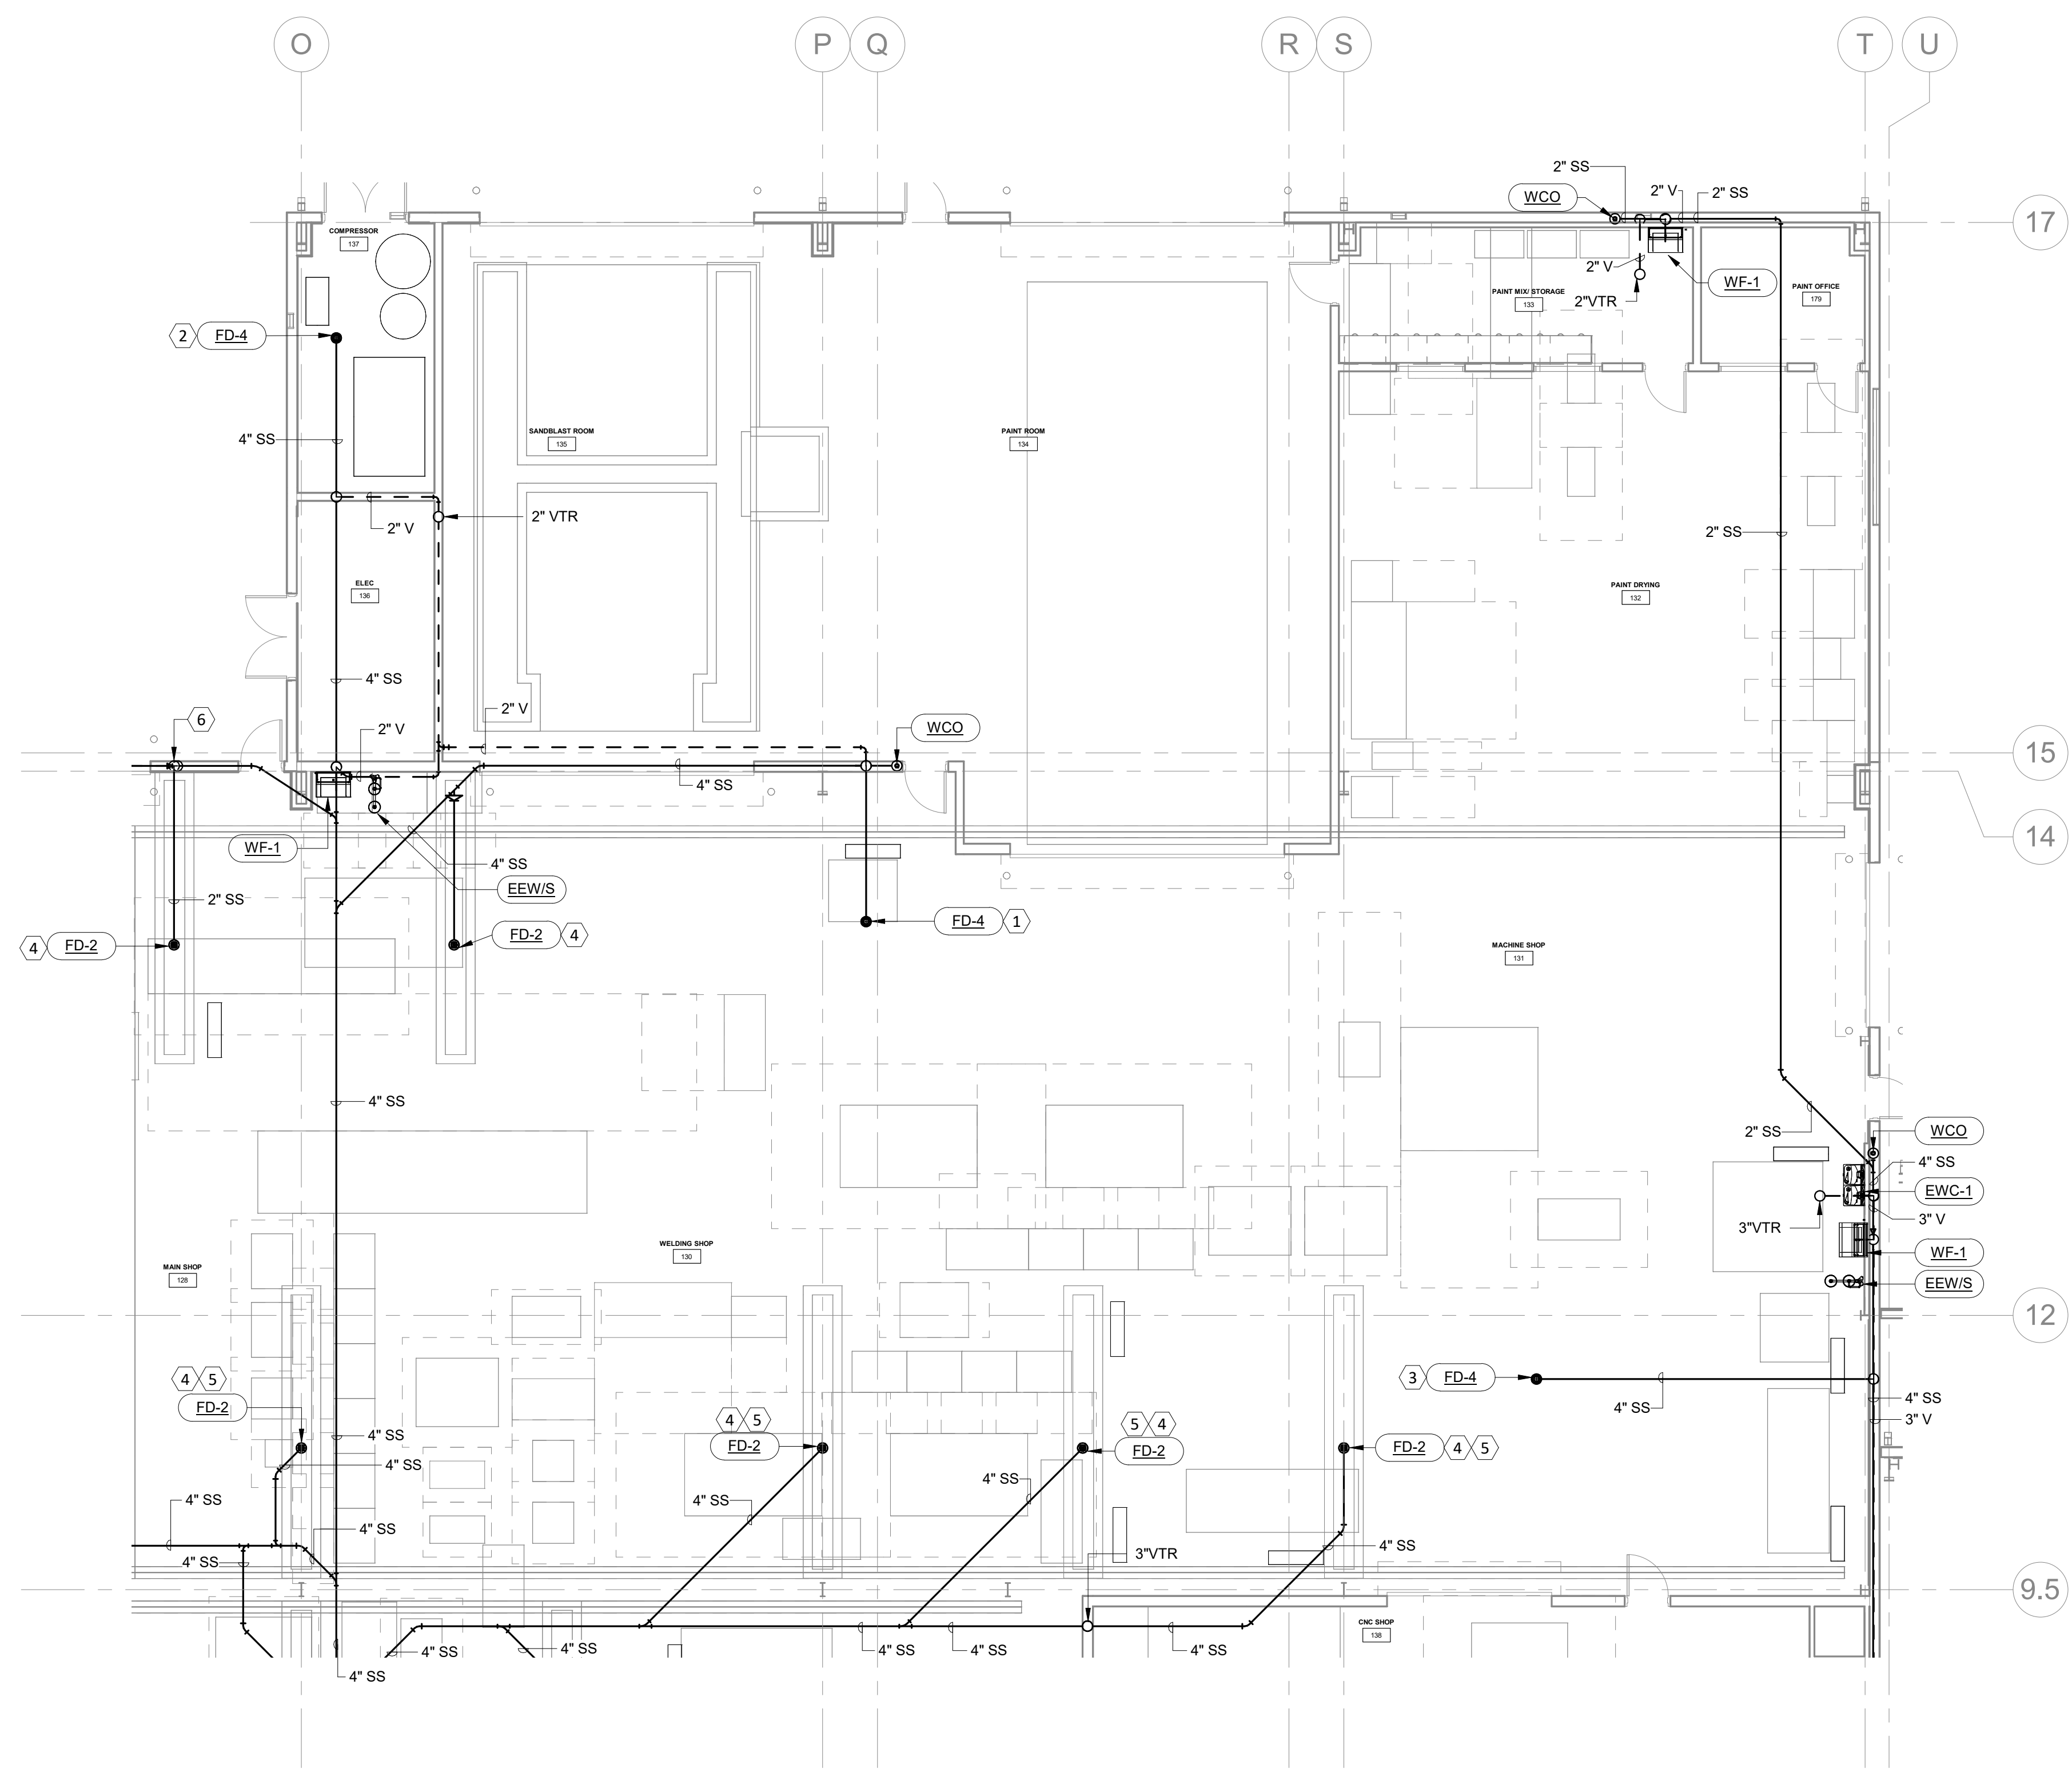 O
P
Q
R
S
T
U
2" SS
WCO
2" V
2" SS
17
COMPRESSOR
137
2" V
WF-1
PAINT MIX/ STORAGE
133
2"VTR
PAINT OFFICE
179
2
FD-4
4" SS
SANDBLAST ROOM
135
PAINT ROOM
134
2" V
2" VTR
2" SS
ELEC
136
PAINT DRYING
132
4" SS
6
2" V
2" V
WCO
15
4" SS
14
WF-1
4" SS
EEW/S
2" SS
4
FD-2
FD-2
4
FD-4
1
MACHINE SHOP
131
4" SS
2" SS
WCO
4" SS
EWC-1
3"VTR
3" V
WF-1
EEW/S
MAIN SHOP
128
WELDING SHOP
130
12
4
5
FD-2
4
5
FD-2
5
4
FD-2
FD-2
4
5
3
FD-4
4" SS
4" SS
3" V
4" SS
4" SS
4" SS
4" SS
4" SS
4" SS
4" SS
3"VTR
4" SS
9.5
CNC SHOP
138
4" SS
4" SS
4" SS
4" SS
4" SS
4" SS